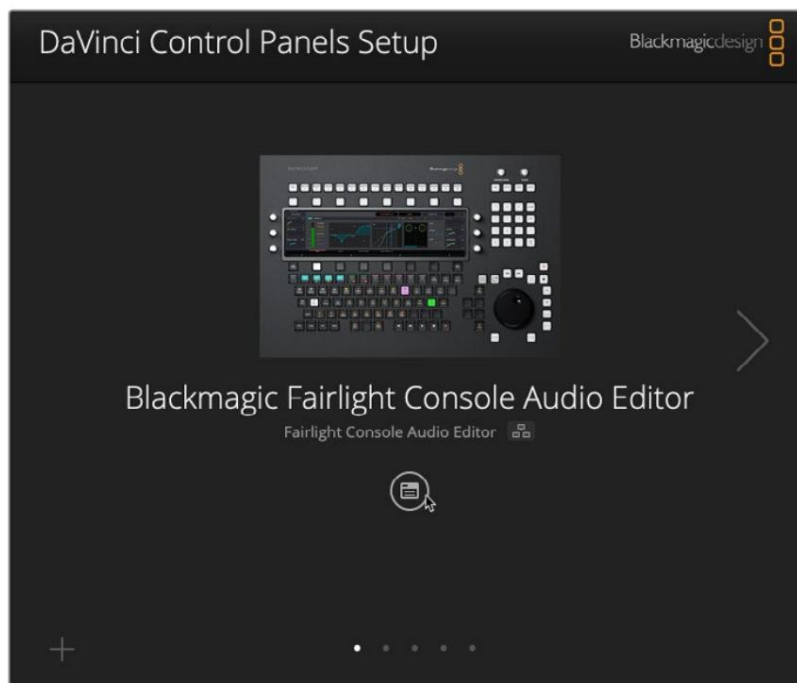 DaVinci Control Panels Setup
Blackmagicdesign
Blackmagic Fairlight Console Audio Editor
Fairlight Console Audio Editor